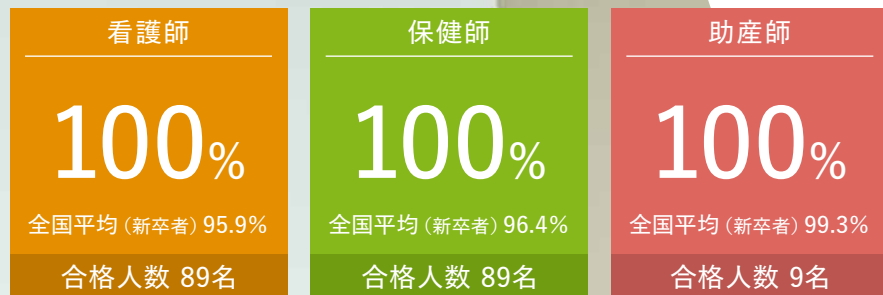 看護師
100%
全国平均（新卒者）95.9%
合格人数 89名
保健師
100%
全国平均（新卒者）96.4%
合格人数 89名
助産師
100%
全国平均（新卒者）99.3%
合格人数 9名